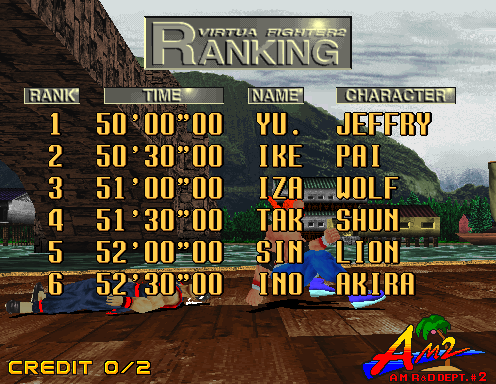 VIRTUA FIGHTER2
RANKING
RANK TIME NAME CHARACTER
1 50'00"00 YU. JEFFRY
2 50'30"00 IKE PAI
3 51'00"00 IZA WOLF
4 51'30"00 TAK SHUN
5 52'00"00 SIN LION
6 52'30"00 INO AKIRA
AM2
AM R&D DEPT. #2
CREDIT 0/2